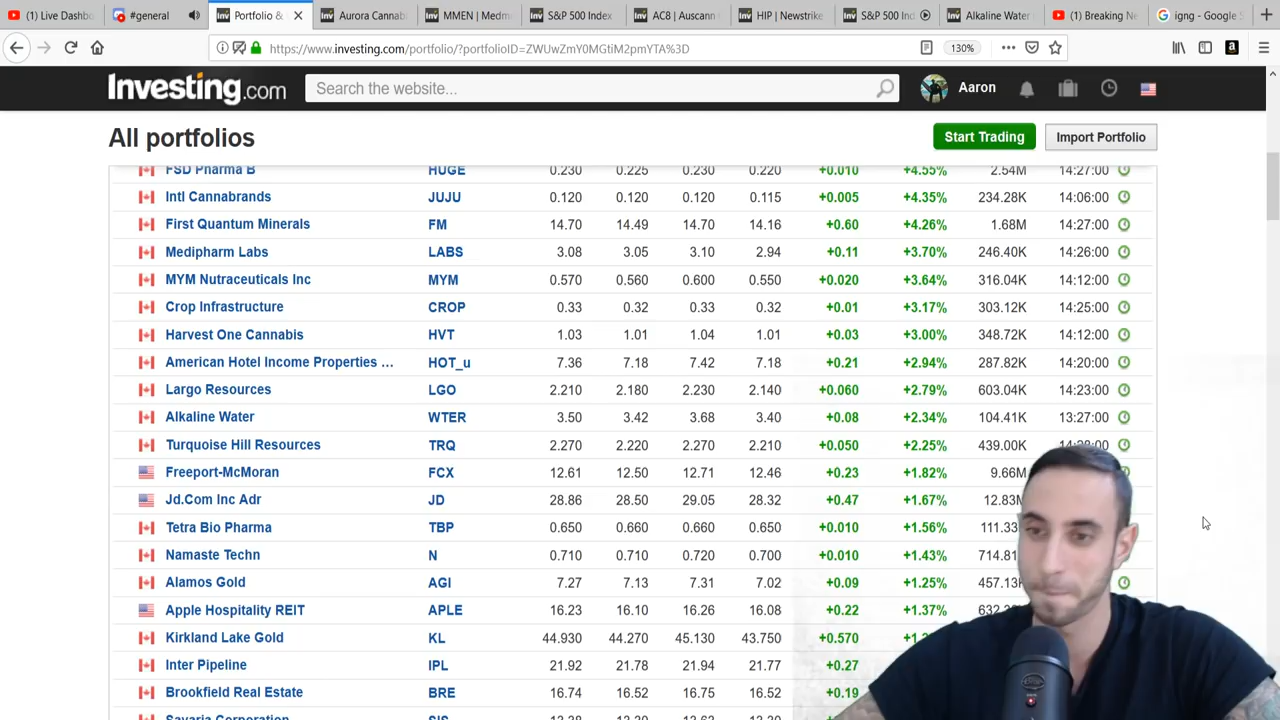 (1) Live Dashb
#general
Portfolio &
Aurora Cannab
MMEN | Medm
S&P 500 Index
AC8 | Auscann
HIP | Newstrike
S&P 500 Ind
Alkaline Water
(1) Breaking Ne
igng - Google S
https://www.investing.com/portfolio/?portfolioID=ZWUwZmY0MGtiM2pmYTA%3D
130%
Investing.com
Search the website...
Aaron
All portfolios
Start Trading
Import Portfolio
FSD Pharma B HUGE 0.230 0.225 0.230 0.220 +0.010 +4.55% 2.54M 14:27:00
Intl Cannabrands JUJU 0.120 0.120 0.120 0.115 +0.005 +4.35% 234.28K 14:06:00
First Quantum Minerals FM 14.70 14.49 14.70 14.16 +0.60 +4.26% 1.68M 14:27:00
Medipharm Labs LABS 3.08 3.05 3.10 2.94 +0.11 +3.70% 246.40K 14:26:00
MYM Nutraceuticals Inc MYM 0.570 0.560 0.600 0.550 +0.020 +3.64% 316.04K 14:12:00
Crop Infrastructure CROP 0.33 0.32 0.33 0.32 +0.01 +3.17% 303.12K 14:25:00
Harvest One Cannabis HVT 1.03 1.01 1.04 1.01 +0.03 +3.00% 348.72K 14:12:00
American Hotel Income Properties ... HOT_u 7.36 7.18 7.42 7.18 +0.21 +2.94% 287.82K 14:20:00
Largo Resources LGO 2.210 2.180 2.230 2.140 +0.060 +2.79% 603.04K 14:23:00
Alkaline Water WTER 3.50 3.42 3.68 3.40 +0.08 +2.34% 104.41K 13:27:00
Turquoise Hill Resources TRQ 2.270 2.220 2.270 2.210 +0.050 +2.25% 439.00K
Freeport-McMoran FCX 12.61 12.50 12.71 12.46 +0.23 +1.82% 9.66M
Jd.Com Inc Adr JD 28.86 28.50 29.05 28.32 +0.47 +1.67% 12.83M
Tetra Bio Pharma TBP 0.650 0.660 0.660 0.650 +0.010 +1.56% 111.33
Namaste Techn N 0.710 0.710 0.720 0.700 +0.010 +1.43% 714.81
Alamos Gold AGI 7.27 7.13 7.31 7.02 +0.09 +1.25% 457.13
Apple Hospitality REIT APLE 16.23 16.10 16.26 16.08 +0.22 +1.37% 632.
Kirkland Lake Gold KL 44.930 44.270 45.130 43.750 +0.570
Inter Pipeline IPL 21.92 21.78 21.94 21.77 +0.27
Brookfield Real Estate BRE 16.74 16.52 16.75 16.52 +0.19